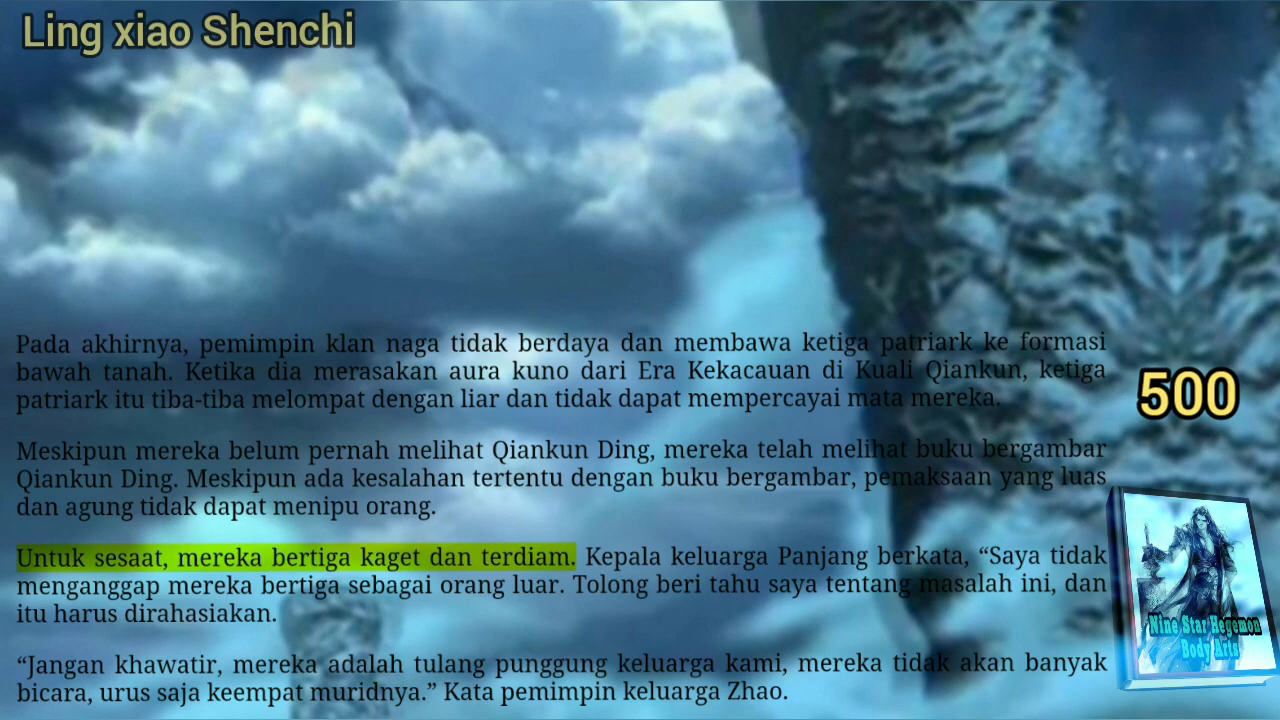 Ling xiao Shenchi
Pada akhirnya, pemimpin klan naga tidak berdaya dan membawa ketiga patriark ke formasi
bawah tanah. Ketika dia merasakan aura kuno dari Era Kekacauan di Kuali Qiankun, ketiga
patriark itu tiba-tiba melompat dengan liar dan tidak dapat mempercayai mata mereka.
500
Meskipun mereka belum pernah melihat Qiankun Ding, mereka telah melihat buku bergambar
Qiankun Ding. Meskipun ada kesalahan tertentu dengan buku bergambar, pemaksaan yang luas
dan agung tidak dapat menipu orang.
Untuk sesaat, mereka bertiga kaget dan terdiam. Kepala keluarga Panjang berkata, “Saya tidak
menganggap mereka bertiga sebagai orang luar. Tolong beri tahu saya tentang masalah ini, dan
itu harus dirahasiakan.
“Jangan khawatir, mereka adalah tulang punggung keluarga kami, mereka tidak akan banyak
bicara, urus saja keempat muridnya.” Kata pemimpin keluarga Zhao.
Nine Star Hegemon
Body Arts